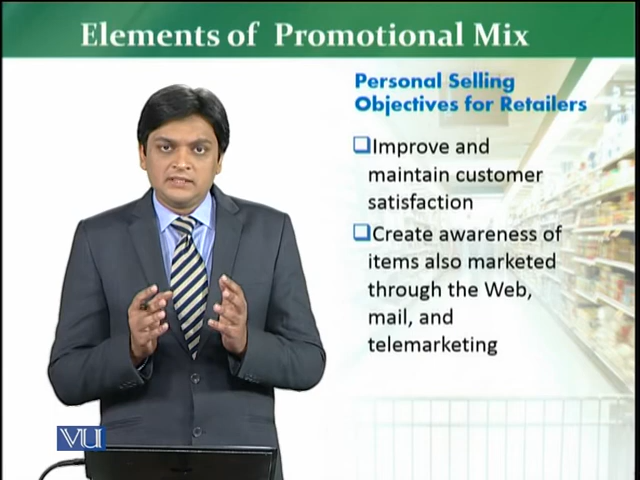 Elements of Promotional Mix
Personal Selling
Objectives for Retailers
Improve and
maintain customer
satisfaction
Create awareness of
items also marketed
through the Web,
mail, and
telemarketing
VU